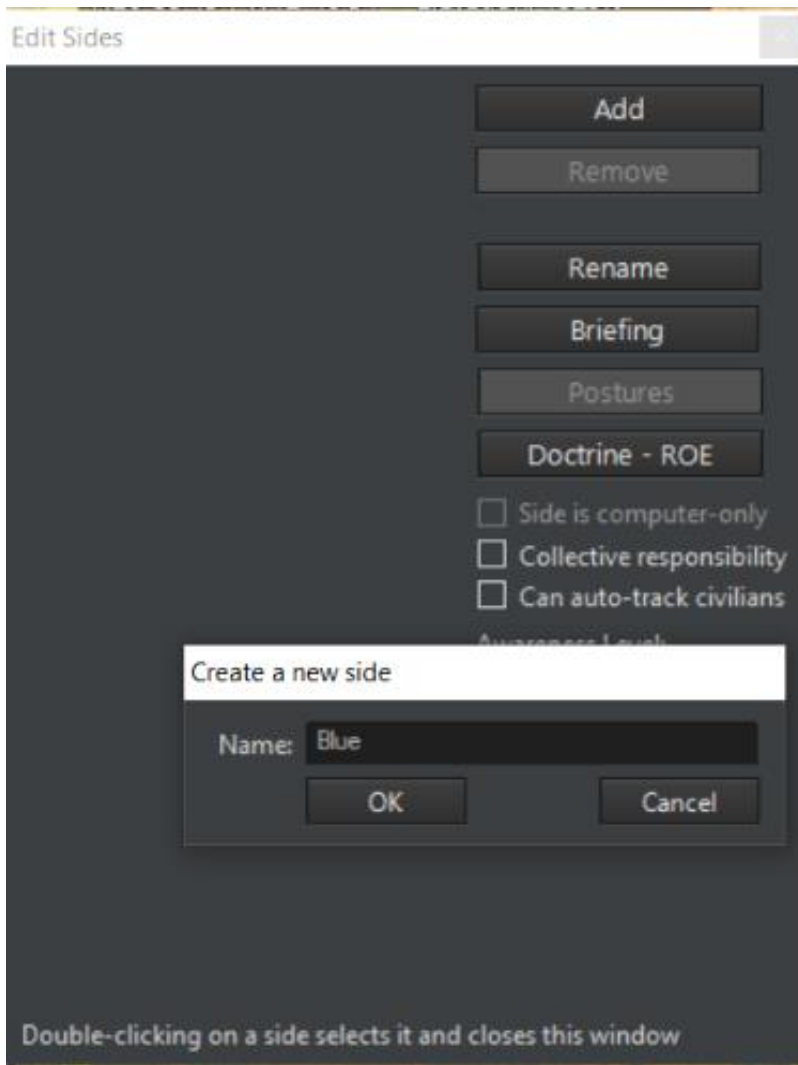 Edit Sides
Add
Remove
Rename
Briefing
Postures
Doctrine - ROE
Side is computer-only
Collective responsibility
Can auto-track civilians
Create a new side
Name: Blue
OK Cancel
Double-clicking on a side selects it and closes this window